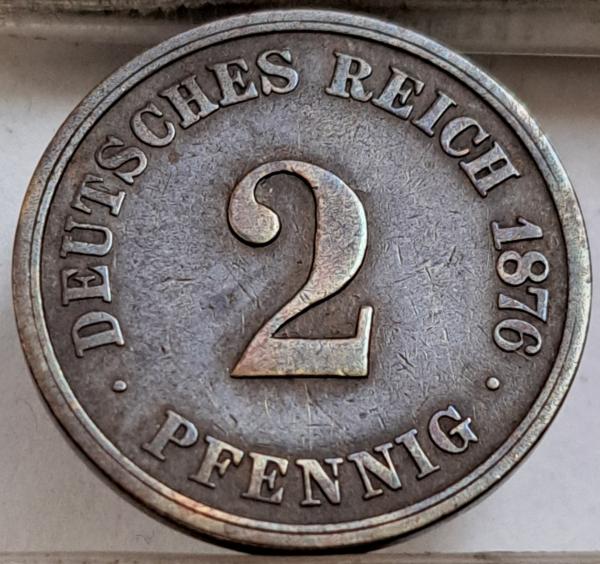 DEUTSCHES REICH 1876
2
· PFENNIG ·